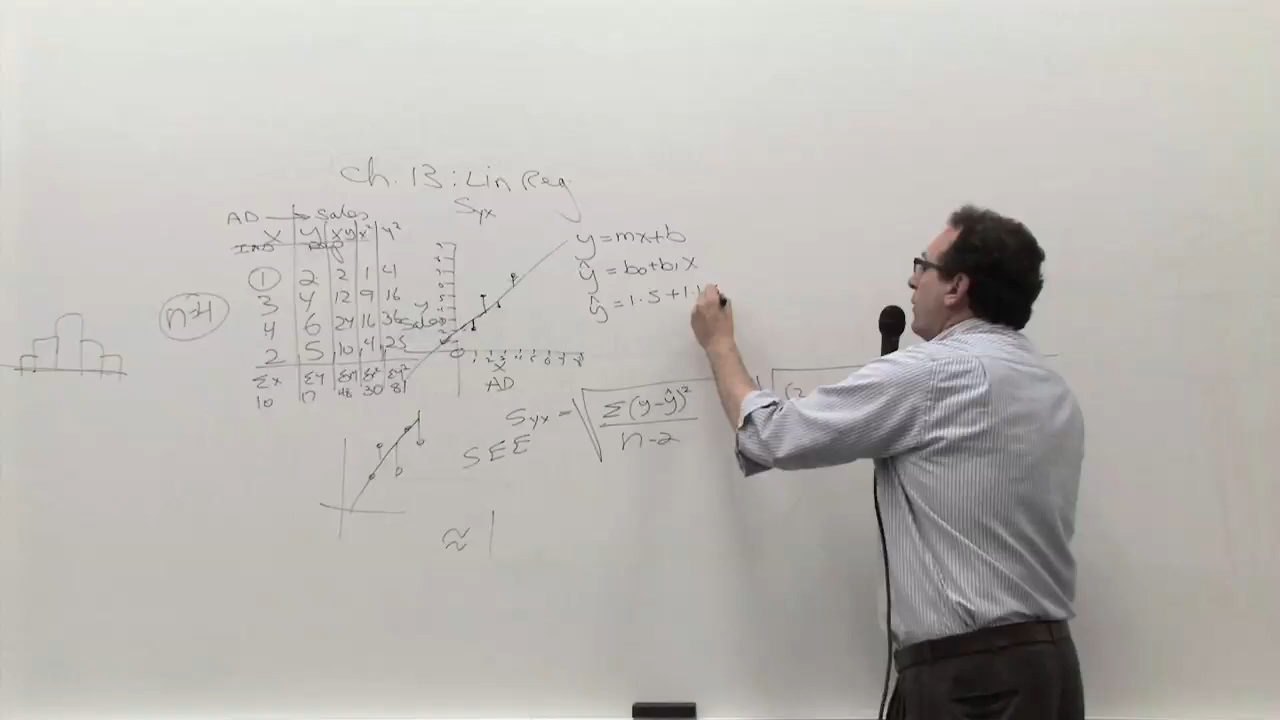 Ch. 13: Lin Reg
Syx
AD → Sales
X Y XY X² Y²
1 2 2 1 4
3 4 12 9 16
4 6 24 16 36
2 5 10 4 25
Σx ΣY ΣXY Σx² ΣY²
10 17 48 30 81
n=4
Y
Sales
X
AD
y = mx+b
ŷ = b₀+b₁x
ŷ = 1.5+1.1
Syx = √ Σ(y-ŷ)² / n-2
SEE
(2
≈ 1